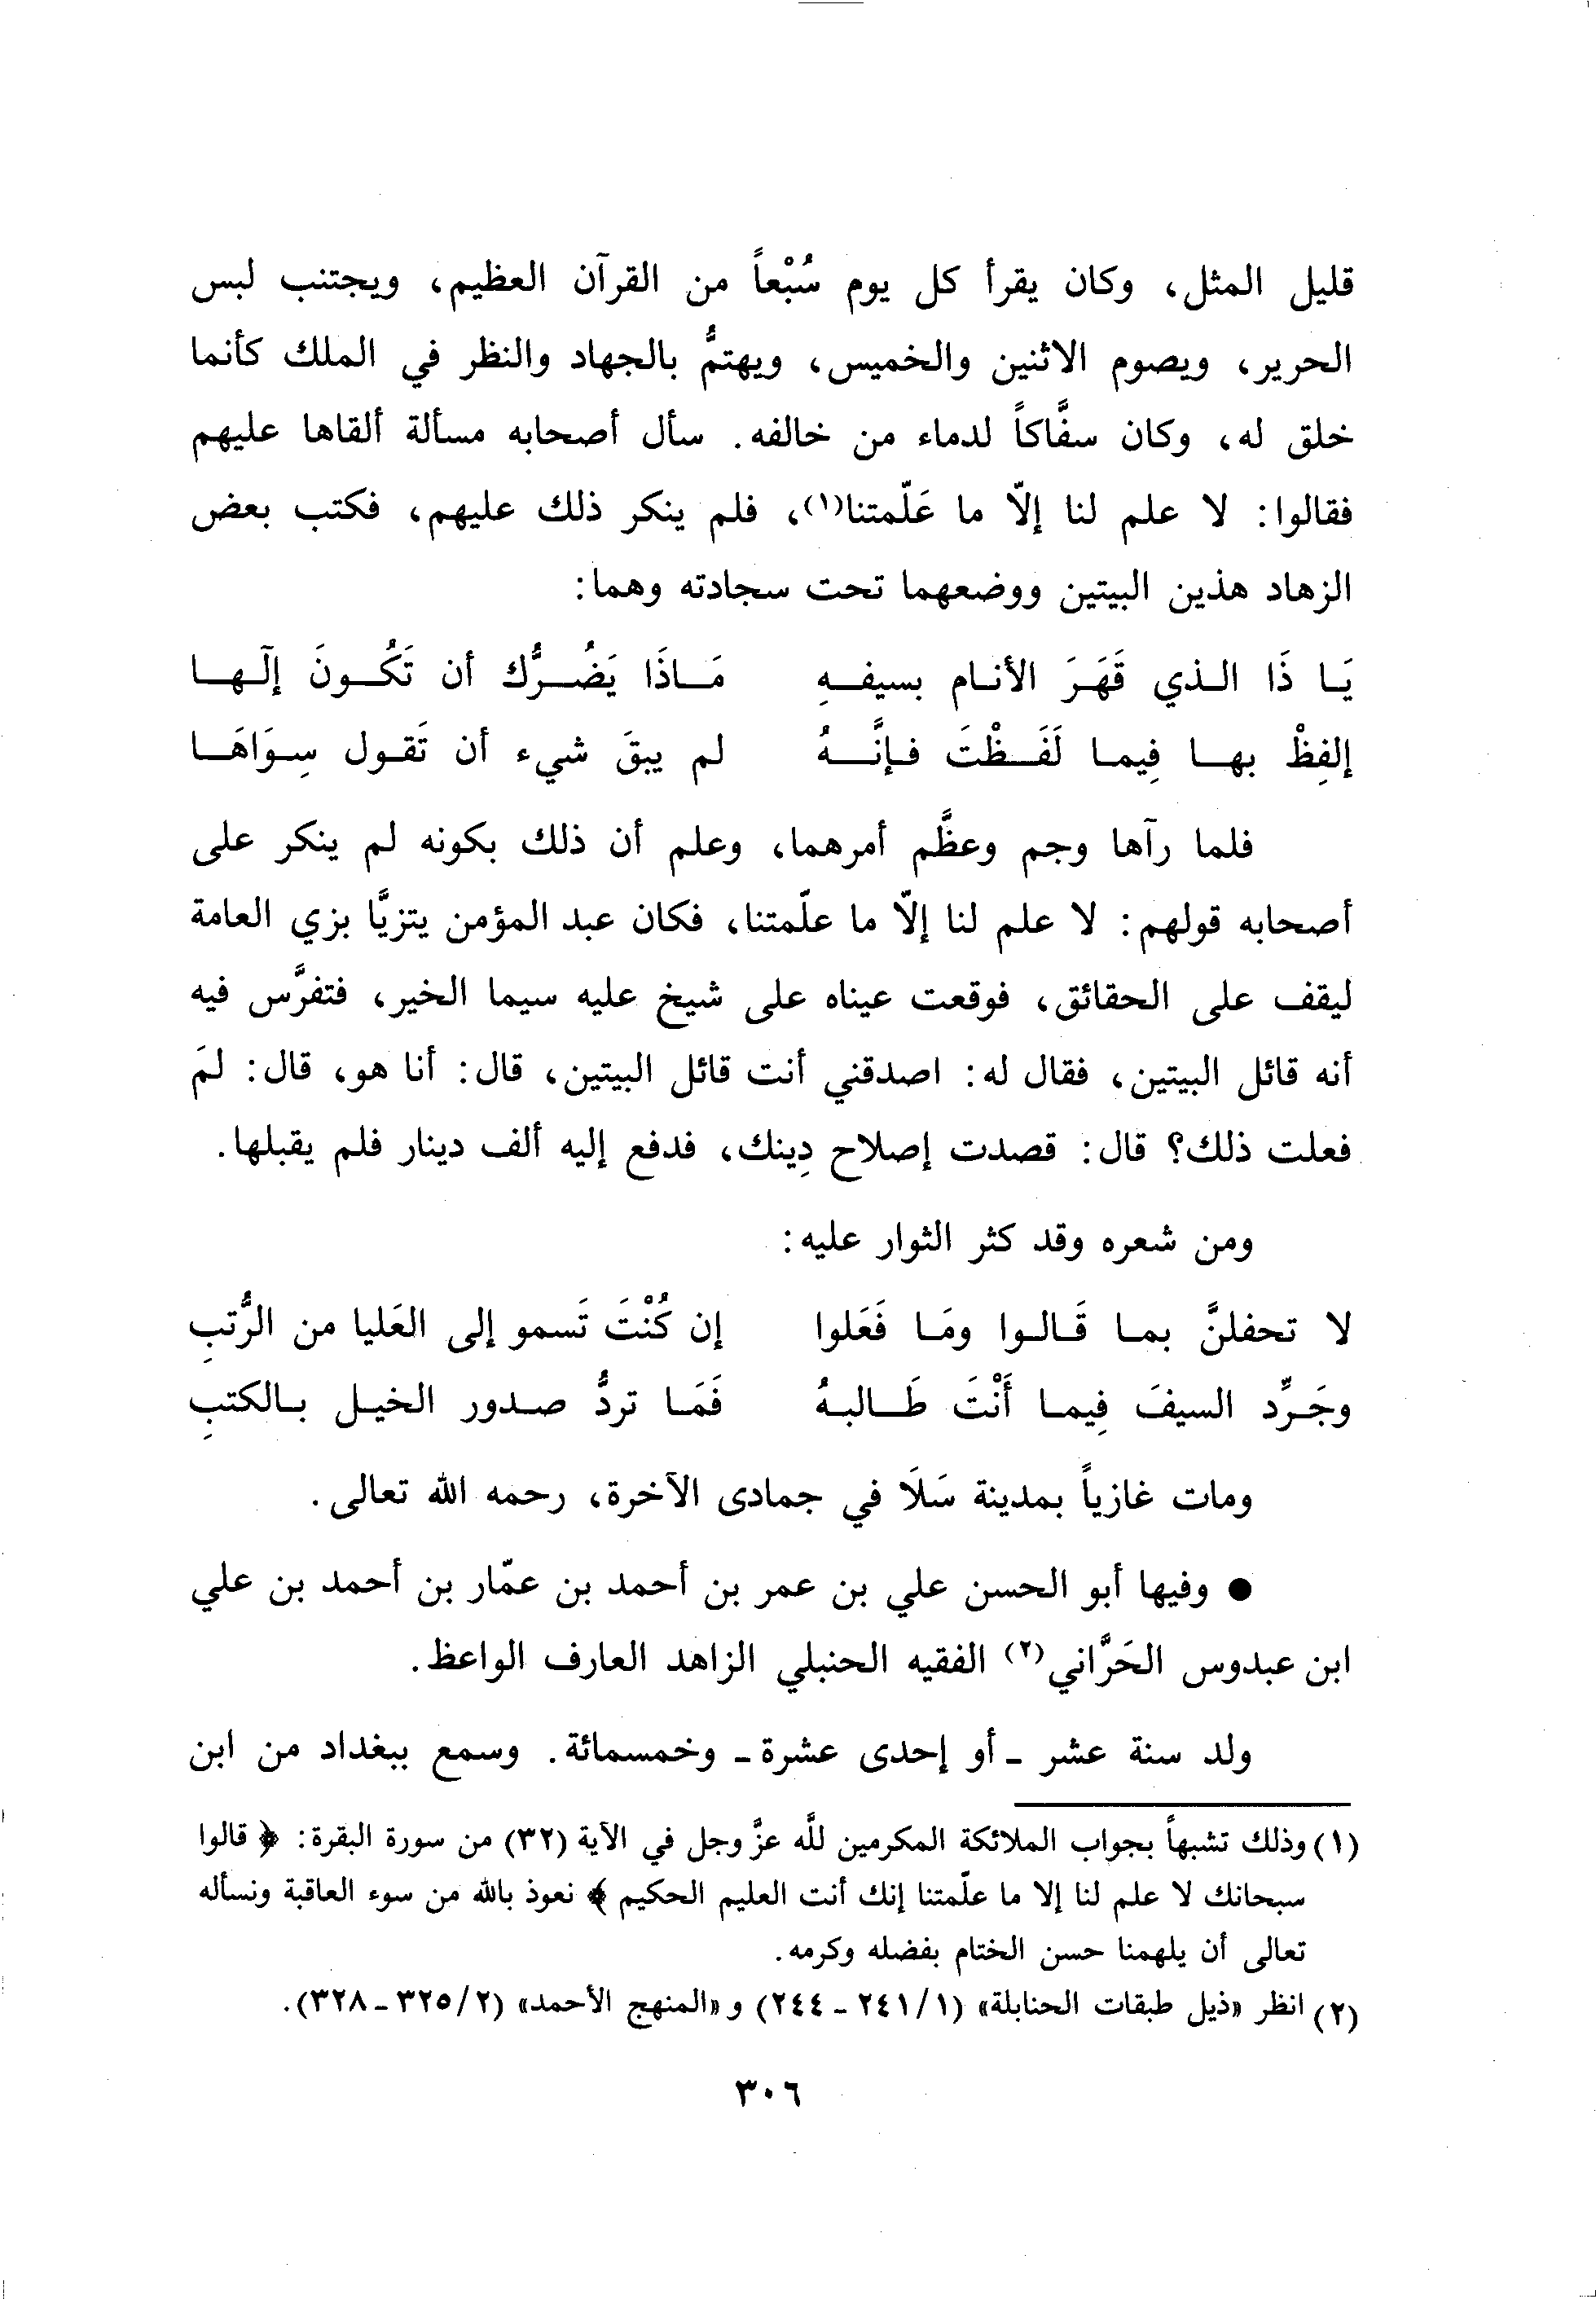 قليل المثل، وكان يقرأ كل يوم سُبْعاً من القرآن العظيم، ويجتنب لبس
الحرير، ويصوم الاثنين والخميس، ويهتمُّ بالجهاد والنظر في الملك كأنما
خلق له، وكان سفَّاكاً لدماء من خالفه. سأل أصحابه مسألة ألقاها عليهم
فقالوا: لا علم لنا إلّا ما عَلّمتنا(١)، فلم ينكر ذلك عليهم، فكتب بعض
الزهاد هذين البيتين ووضعهما تحت سجادته وهما:
يَا ذَا الذي قَهَرَ الأنام بسيفهِ مَاذَا يَضُرُّك أن تَكُونَ إلٓها
إلفِظْ بها فِيما لَفَظْتَ فإنَّهُ لم يبقَ شيء أن تَقول سِوَاهَا
فلما رآها وجم وعظَّم أمرهما، وعلم أن ذلك بكونه لم ينكر على
أصحابه قولهم: لا علم لنا إلّا ما علّمتنا، فكان عبد المؤمن يتزيَّا بزي العامة
ليقف على الحقائق، فوقعت عيناه على شيخ عليه سيما الخير، فتفرَّس فيه
أنه قائل البيتين، فقال له: اصدقني أنت قائل البيتين، قال: أنا هو، قال: لمَ
فعلت ذلك؟ قال: قصدت إصلاح دِينك، فدفع إليه ألف دينار فلم يقبلها.
ومن شعره وقد كثر الثوار عليه:
لا تحفلنَّ بما قَالوا ومَا فَعَلوا إن كُنْتَ تَسمو إلى العَليا من الرُّتبِ
وجَرِّد السيفَ فِيما أَنْتَ طَالبهُ فَمَا تردُّ صدور الخيل بالكتبِ
ومات غازياً بمدينة سَلَا في جمادى الآخرة، رحمه الله تعالى.
● وفيها أبو الحسن علي بن عمر بن أحمد بن عمّار بن أحمد بن علي
ابن عبدوس الحَرَّاني(٢) الفقيه الحنبلي الزاهد العارف الواعظ.
ولد سنة عشر ـ أو إحدى عشرة ـ وخمسمائة. وسمع ببغداد من ابن
(١) وذلك تشبهاً بجواب الملائكة المكرمين للَّه عزَّ وجل في الآية (٣٢) من سورة البقرة: ﴿ قالوا
سبحانك لا علم لنا إلا ما علّمتنا إنك أنت العليم الحكيم ﴾ نعوذ بالله من سوء العاقبة ونسأله
تعالى أن يلهمنا حسن الختام بفضله وكرمه.
(٢) انظر «ذيل طبقات الحنابلة» (١/ ٢٤١ - ٢٤٤) و «المنهج الأحمد» (٢/ ٣٢٥ - ٣٢٨).
٣٠٦